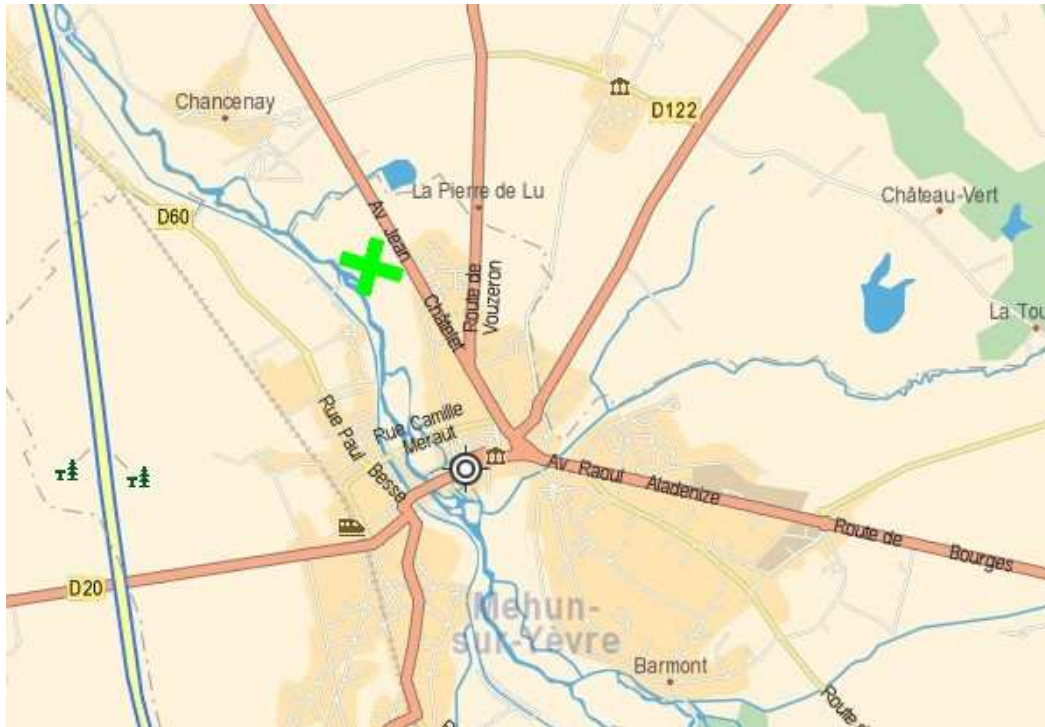 Chancenay
D122
La Pierre de Lu
Château-Vert
D60
Av. Jean
Châtelet
Route de
Vouzeron
La Tou
Rue Camille
Meraut
Rue Paul
Besse
Av. Raoul Aladenize
Route de Bourges
D20
Mehun-
sur-Yèvre
Barmont
Route